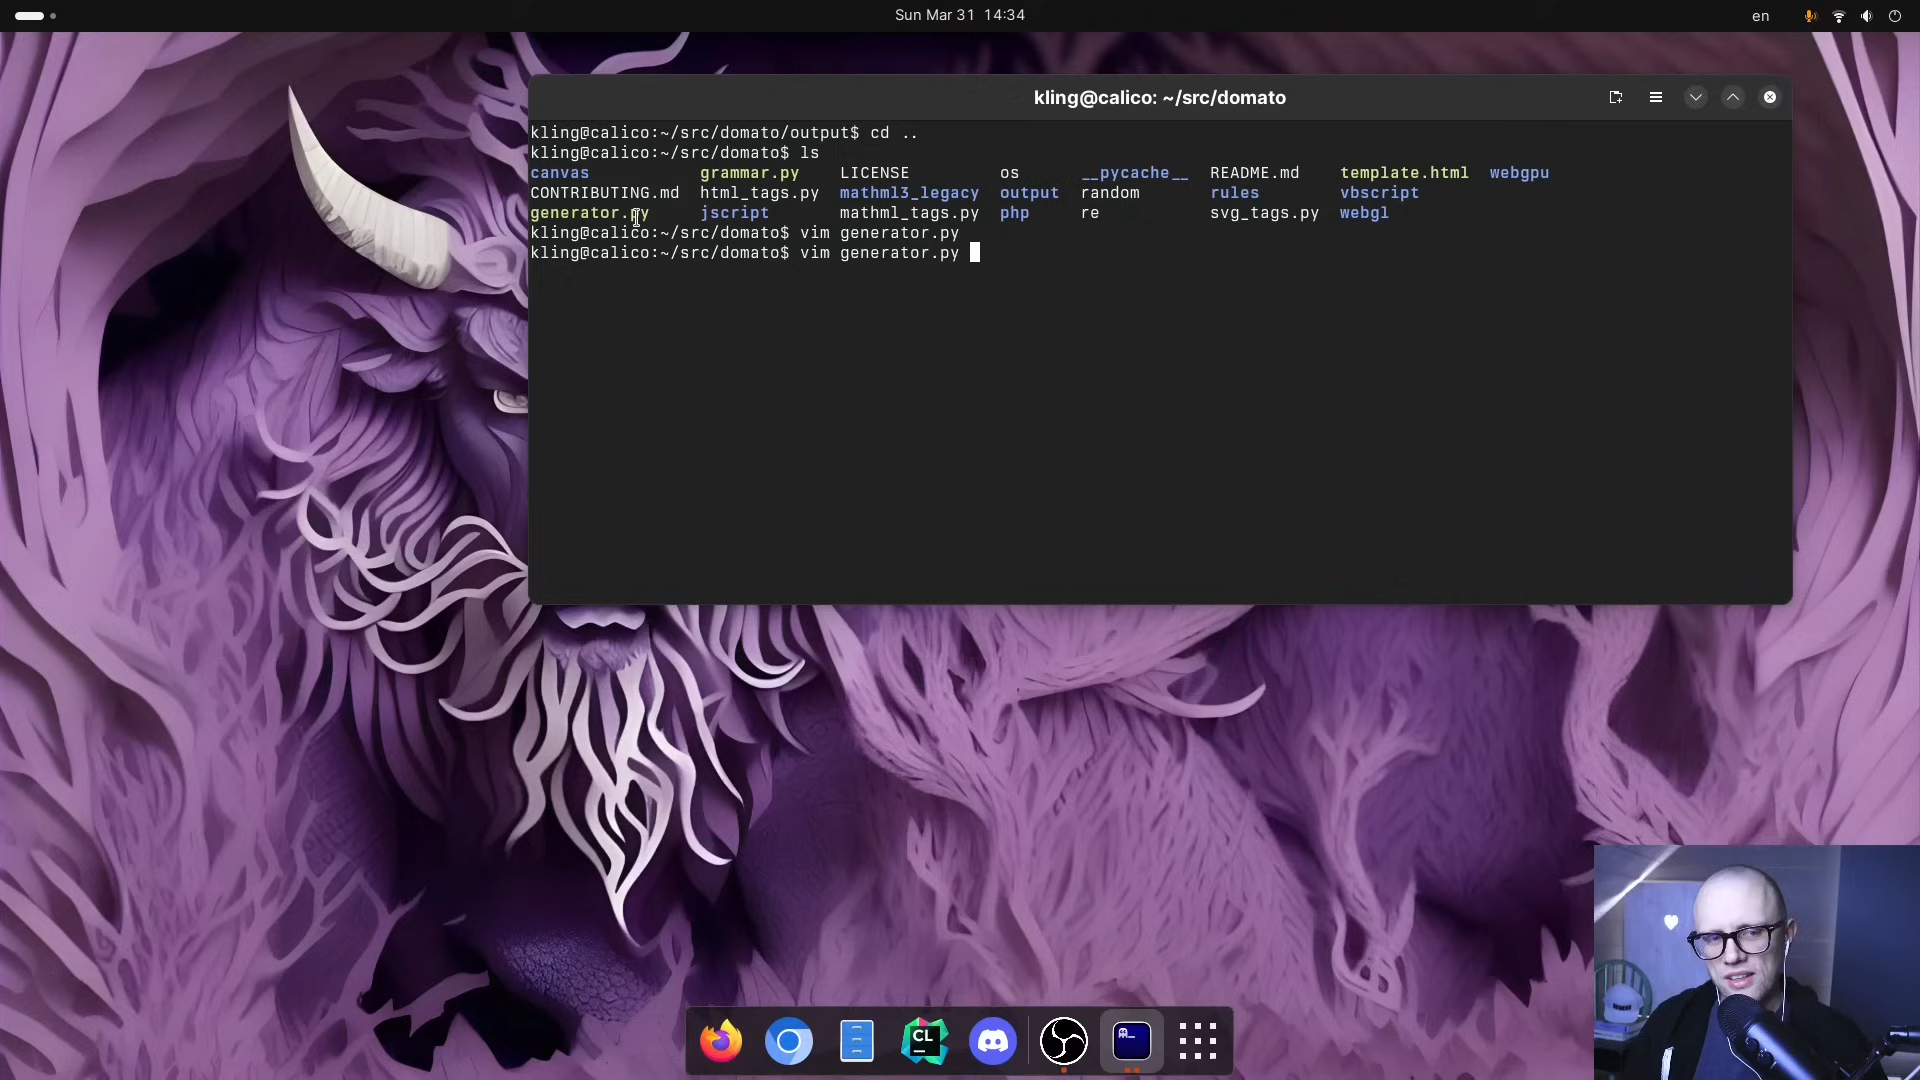 Sun Mar 31 14:34
en
kling@calico: ~/src/domato
kling@calico:~/src/domato/output$ cd ..
kling@calico:~/src/domato$ ls
canvas grammar.py LICENSE os __pycache__ README.md template.html webgpu
CONTRIBUTING.md html_tags.py mathml3_legacy output random rules vbscript
generator.py jscript mathml_tags.py php re svg_tags.py webgl
kling@calico:~/src/domato$ vim generator.py
kling@calico:~/src/domato$ vim generator.py
CL